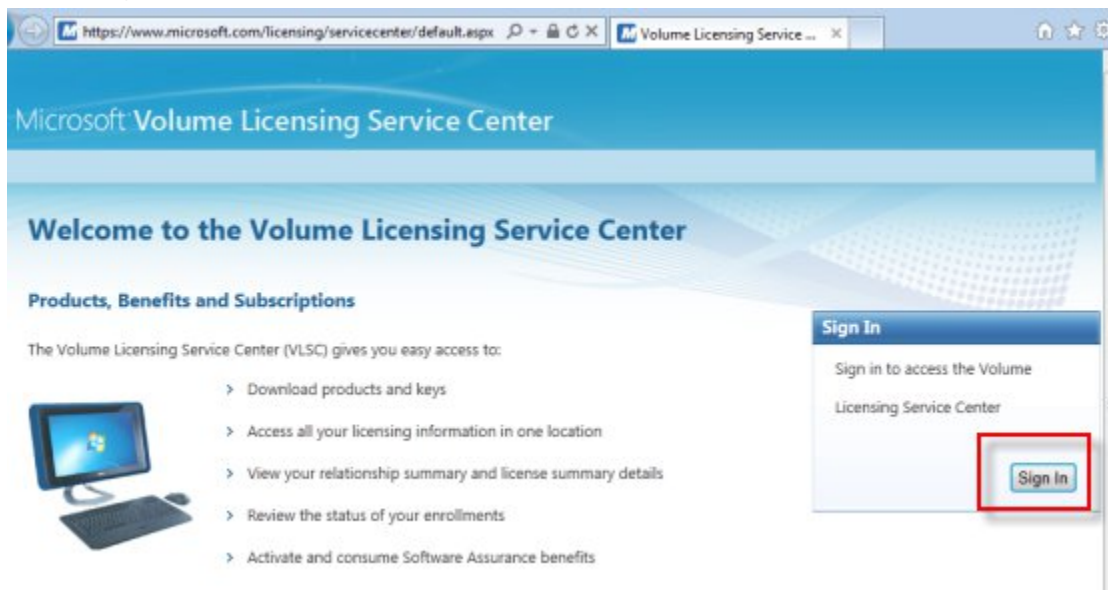 https://www.microsoft.com/licensing/servicecenter/default.aspx
Volume Licensing Service ...
Microsoft Volume Licensing Service Center
Welcome to the Volume Licensing Service Center
Products, Benefits and Subscriptions
The Volume Licensing Service Center (VLSC) gives you easy access to:
Download products and keys
Access all your licensing information in one location
View your relationship summary and license summary details
Review the status of your enrollments
Activate and consume Software Assurance benefits
Sign In
Sign in to access the Volume
Licensing Service Center
Sign In